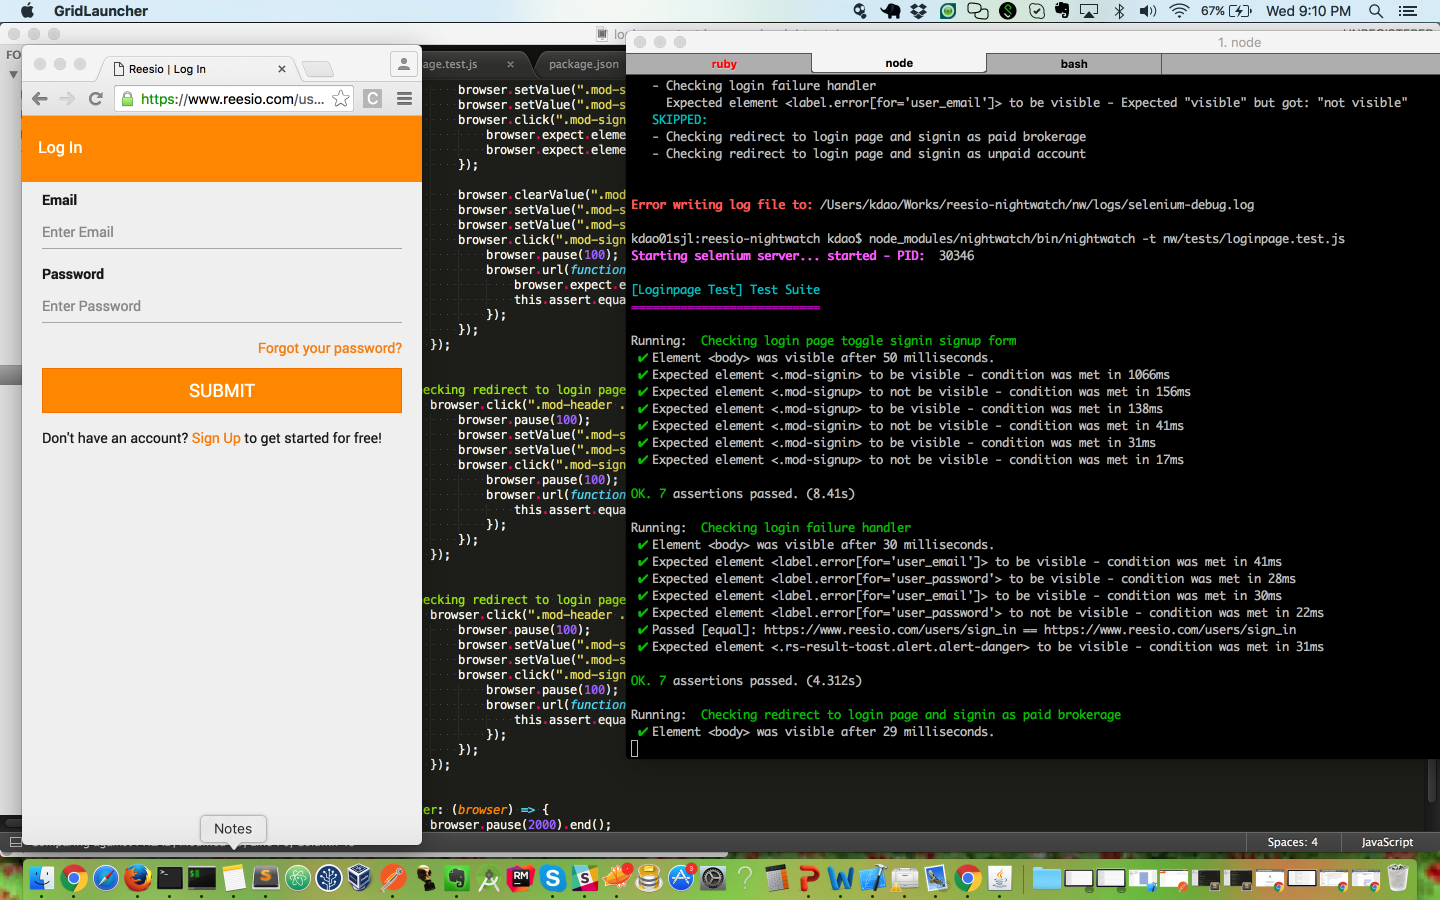 GridLauncher
67%
Wed 9:10 PM
Reesio | Log In
https://www.reesio.com/us...
Log In
Email
Enter Email
Password
Enter Password
Forgot your password?
SUBMIT
Don't have an account? Sign Up to get started for free!
Notes
age.test.js
package.json
browser.setValue(".mod-s
browser.click(".mod-sign
browser.expect.eleme
browser.expect.eleme
});
browser.clearValue(".mod
browser.setValue(".mod-s
browser.setValue(".mod-s
browser.click(".mod-sign
browser.pause(100);
browser.url(function
browser.expect.e
this.assert.equa
});
});
});
ecking redirect to login page
browser.click(".mod-header .
browser.pause(100);
browser.setValue(".mod-s
browser.setValue(".mod-s
browser.click(".mod-sign
browser.pause(100);
browser.url(function
this.assert.equa
});
});
});
ecking redirect to login page
browser.click(".mod-header .
browser.pause(100);
browser.setValue(".mod-s
browser.setValue(".mod-s
browser.click(".mod-sign
browser.pause(100);
browser.url(function
this.assert.equa
});
});
});
er: (browser) => {
browser.pause(2000).end();
Spaces: 4
JavaScript
1. node
ruby
node
bash
- Checking login failure handler
Expected element <label.error[for='user_email']> to be visible - Expected "visible" but got: "not visible"
SKIPPED:
- Checking redirect to login page and signin as paid brokerage
- Checking redirect to login page and signin as unpaid account
Error writing log file to: /Users/kdao/Works/reesio-nightwatch/nw/logs/selenium-debug.log
kdao01sjl:reesio-nightwatch kdao$ node_modules/nightwatch/bin/nightwatch -t nw/tests/loginpage.test.js
Starting selenium server... started - PID: 30346
[Loginpage Test] Test Suite
===========================
Running: Checking login page toggle signin signup form
✔ Element <body> was visible after 50 milliseconds.
✔ Expected element <.mod-signin> to be visible - condition was met in 1066ms
✔ Expected element <.mod-signup> to not be visible - condition was met in 156ms
✔ Expected element <.mod-signup> to be visible - condition was met in 138ms
✔ Expected element <.mod-signin> to not be visible - condition was met in 41ms
✔ Expected element <.mod-signin> to be visible - condition was met in 31ms
✔ Expected element <.mod-signup> to not be visible - condition was met in 17ms
OK. 7 assertions passed. (8.41s)
Running: Checking login failure handler
✔ Element <body> was visible after 30 milliseconds.
✔ Expected element <label.error[for='user_email']> to be visible - condition was met in 41ms
✔ Expected element <label.error[for='user_password'> to be visible - condition was met in 28ms
✔ Expected element <label.error[for='user_email']> to be visible - condition was met in 30ms
✔ Expected element <label.error[for='user_password'> to not be visible - condition was met in 22ms
✔ Passed [equal]: https://www.reesio.com/users/sign_in == https://www.reesio.com/users/sign_in
✔ Expected element <.rs-result-toast.alert.alert-danger> to be visible - condition was met in 31ms
OK. 7 assertions passed. (4.312s)
Running: Checking redirect to login page and signin as paid brokerage
✔ Element <body> was visible after 29 milliseconds.